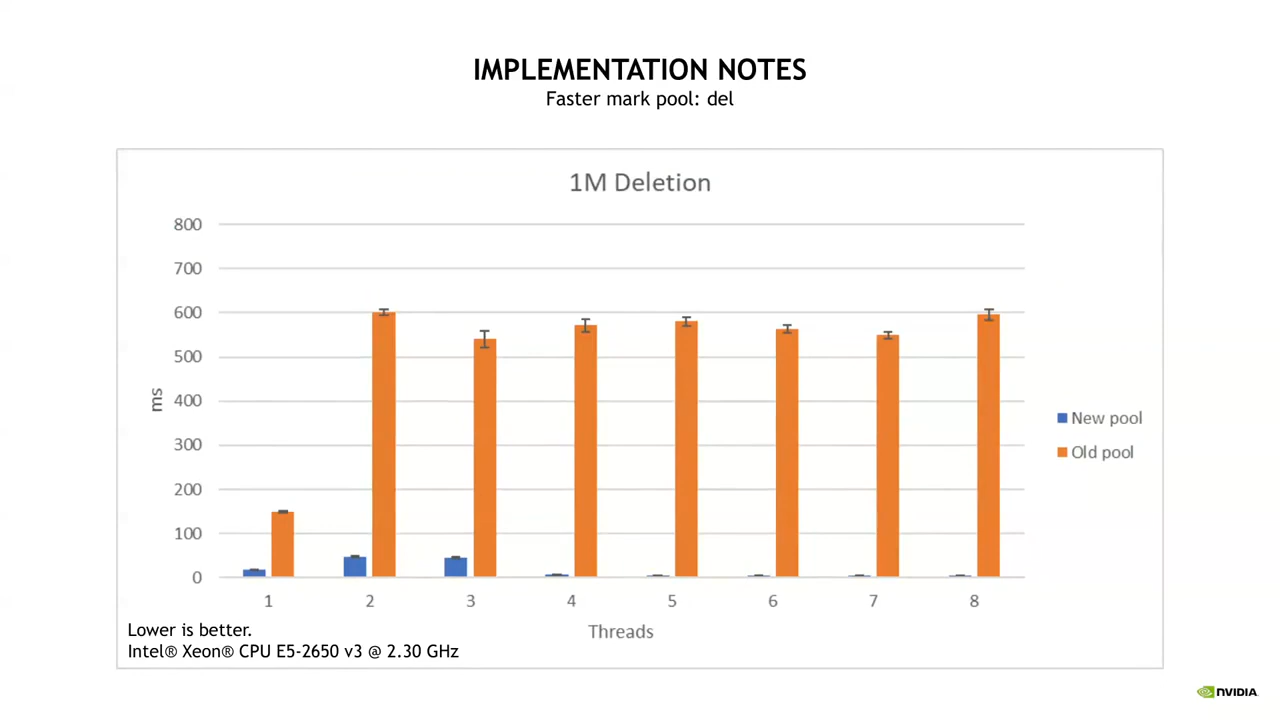 IMPLEMENTATION NOTES
Faster mark pool: del
1M Deletion
800
700
600
500
400
300
200
100
0
ms
1 2 3 4 5 6 7 8
Threads
New pool
Old pool
Lower is better.
Intel® Xeon® CPU E5-2650 v3 @ 2.30 GHz
NVIDIA.